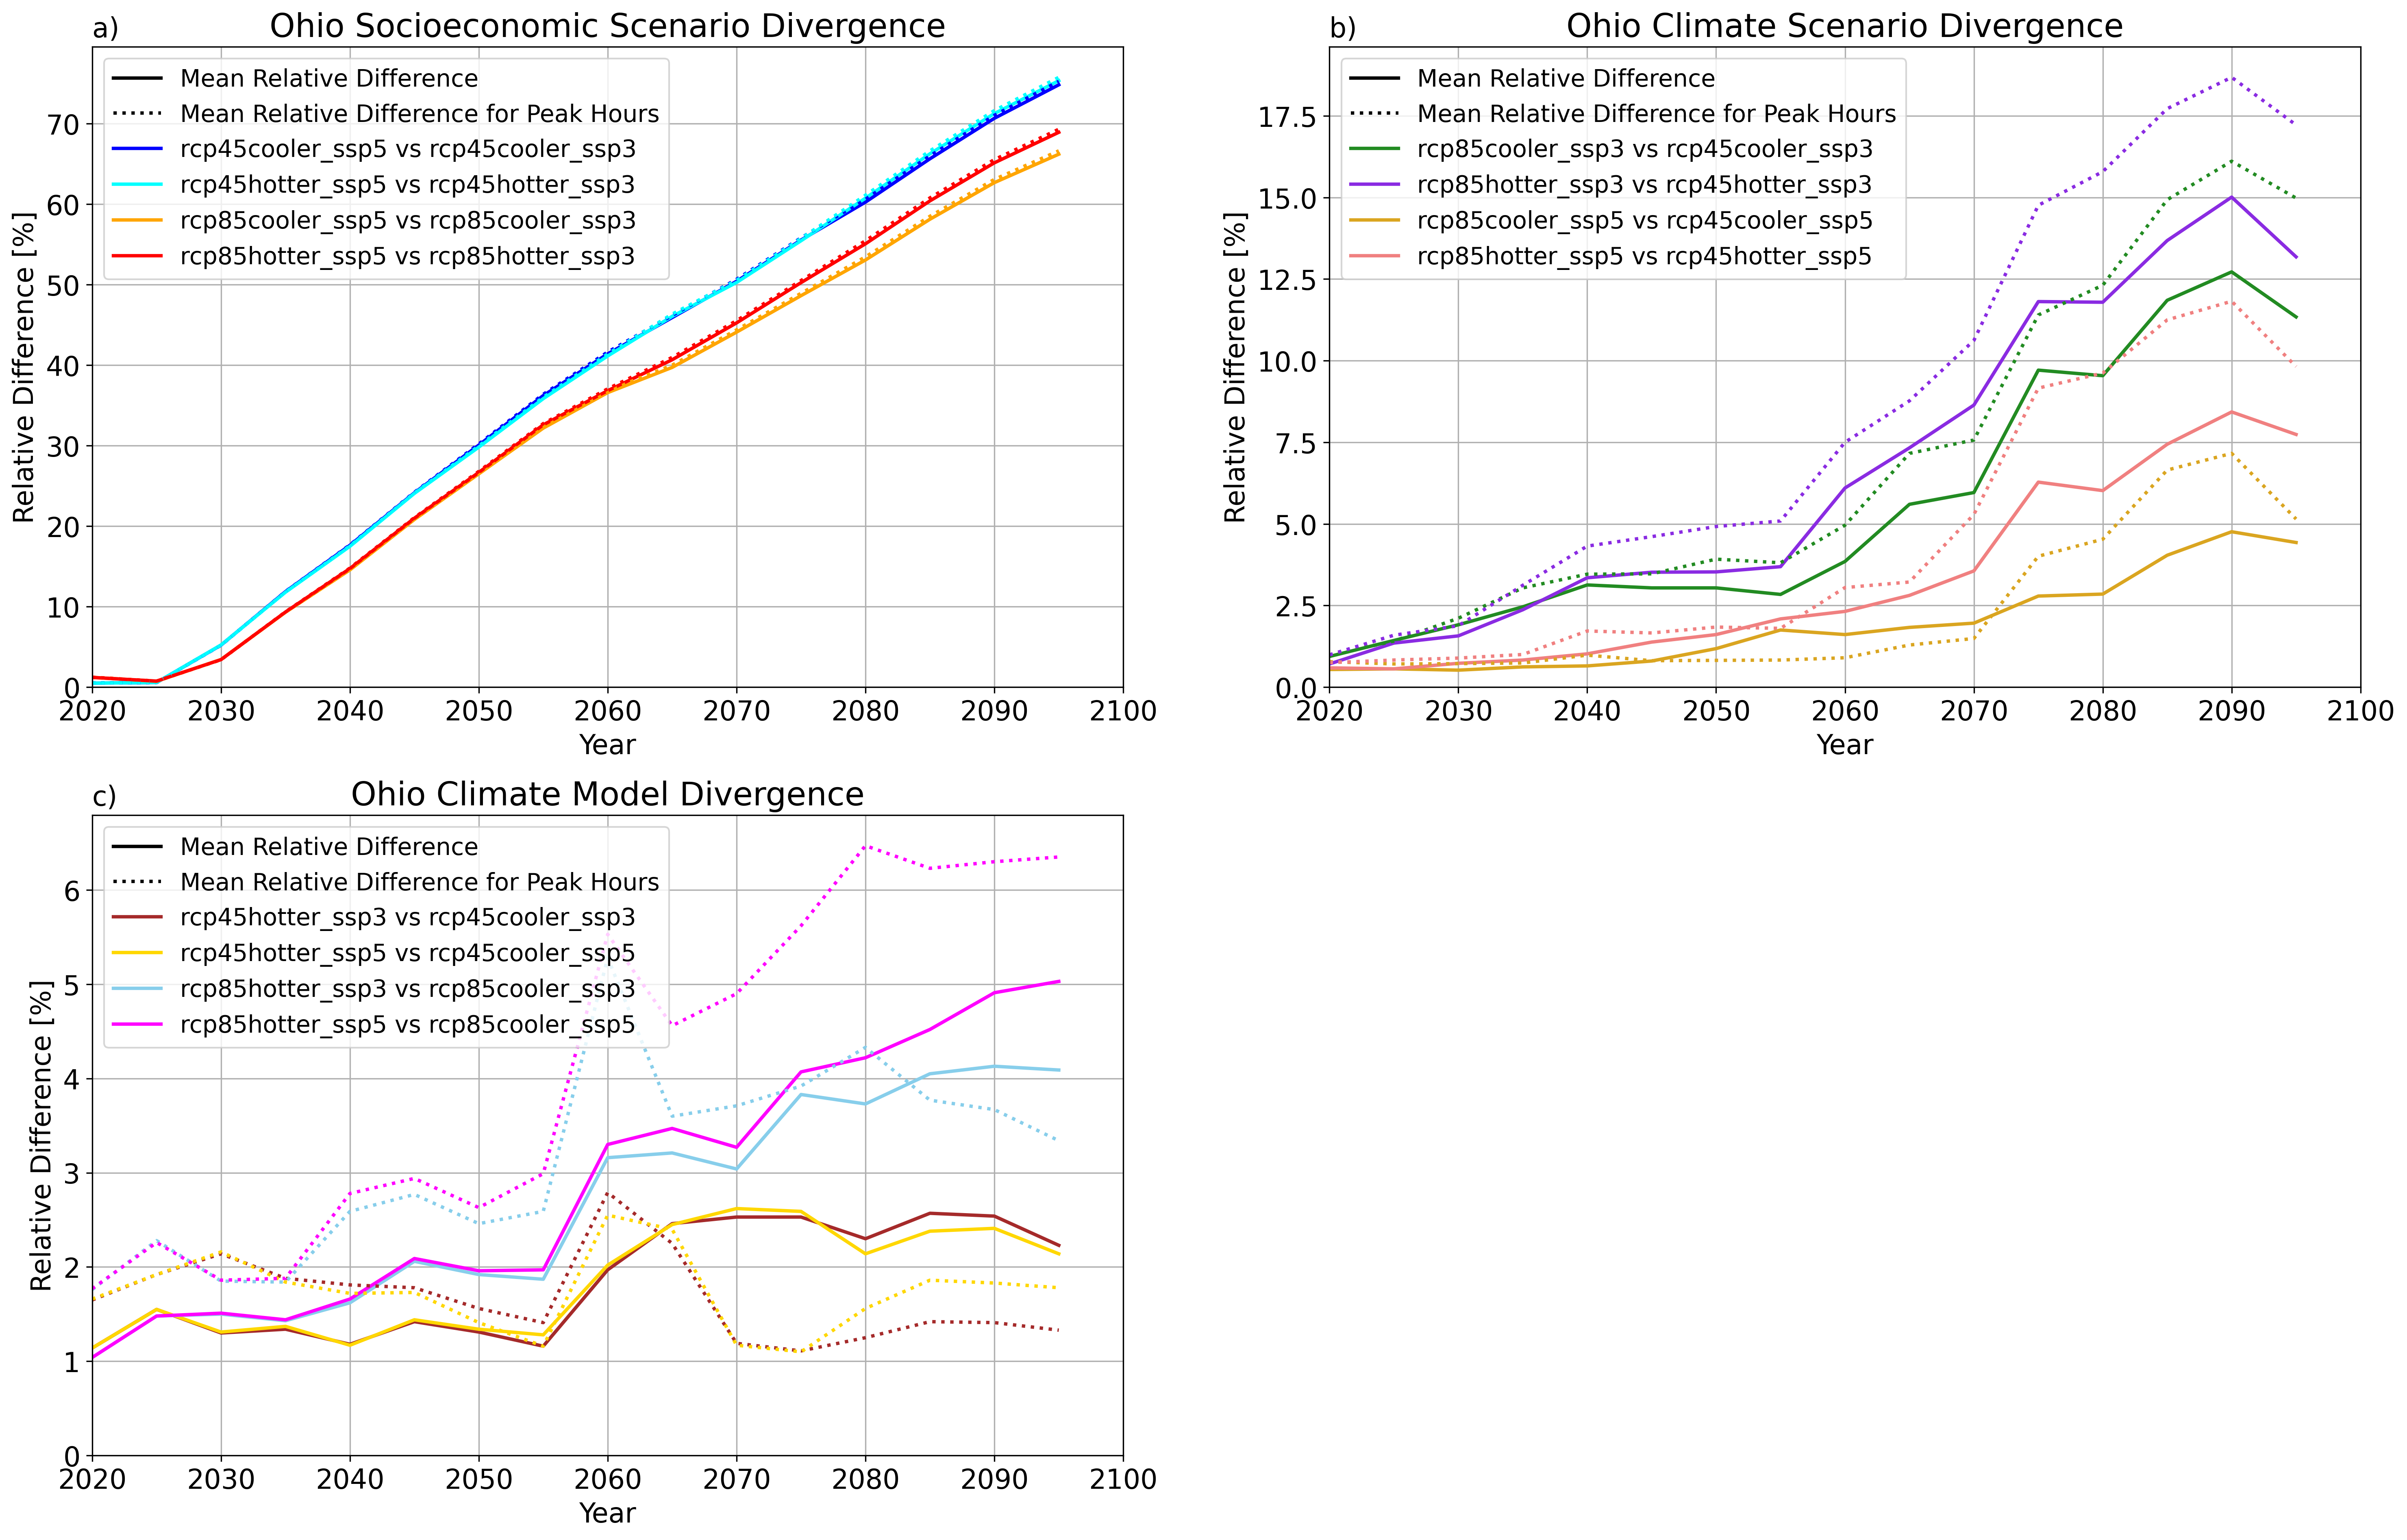 a)
Ohio Socioeconomic Scenario Divergence
Mean Relative Difference
Mean Relative Difference for Peak Hours
rcp45cooler_ssp5 vs rcp45cooler_ssp3
rcp45hotter_ssp5 vs rcp45hotter_ssp3
rcp85cooler_ssp5 vs rcp85cooler_ssp3
rcp85hotter_ssp5 vs rcp85hotter_ssp3
Relative Difference [%]
70
60
50
40
30
20
10
0
2020 2030 2040 2050 2060 2070 2080 2090 2100
Year
b)
Ohio Climate Scenario Divergence
Mean Relative Difference
Mean Relative Difference for Peak Hours
rcp85cooler_ssp3 vs rcp45cooler_ssp3
rcp85hotter_ssp3 vs rcp45hotter_ssp3
rcp85cooler_ssp5 vs rcp45cooler_ssp5
rcp85hotter_ssp5 vs rcp45hotter_ssp5
Relative Difference [%]
17.5
15.0
12.5
10.0
7.5
5.0
2.5
0.0
2020 2030 2040 2050 2060 2070 2080 2090 2100
Year
c)
Ohio Climate Model Divergence
Mean Relative Difference
Mean Relative Difference for Peak Hours
rcp45hotter_ssp3 vs rcp45cooler_ssp3
rcp45hotter_ssp5 vs rcp45cooler_ssp5
rcp85hotter_ssp3 vs rcp85cooler_ssp3
rcp85hotter_ssp5 vs rcp85cooler_ssp5
Relative Difference [%]
6
5
4
3
2
1
0
2020 2030 2040 2050 2060 2070 2080 2090 2100
Year